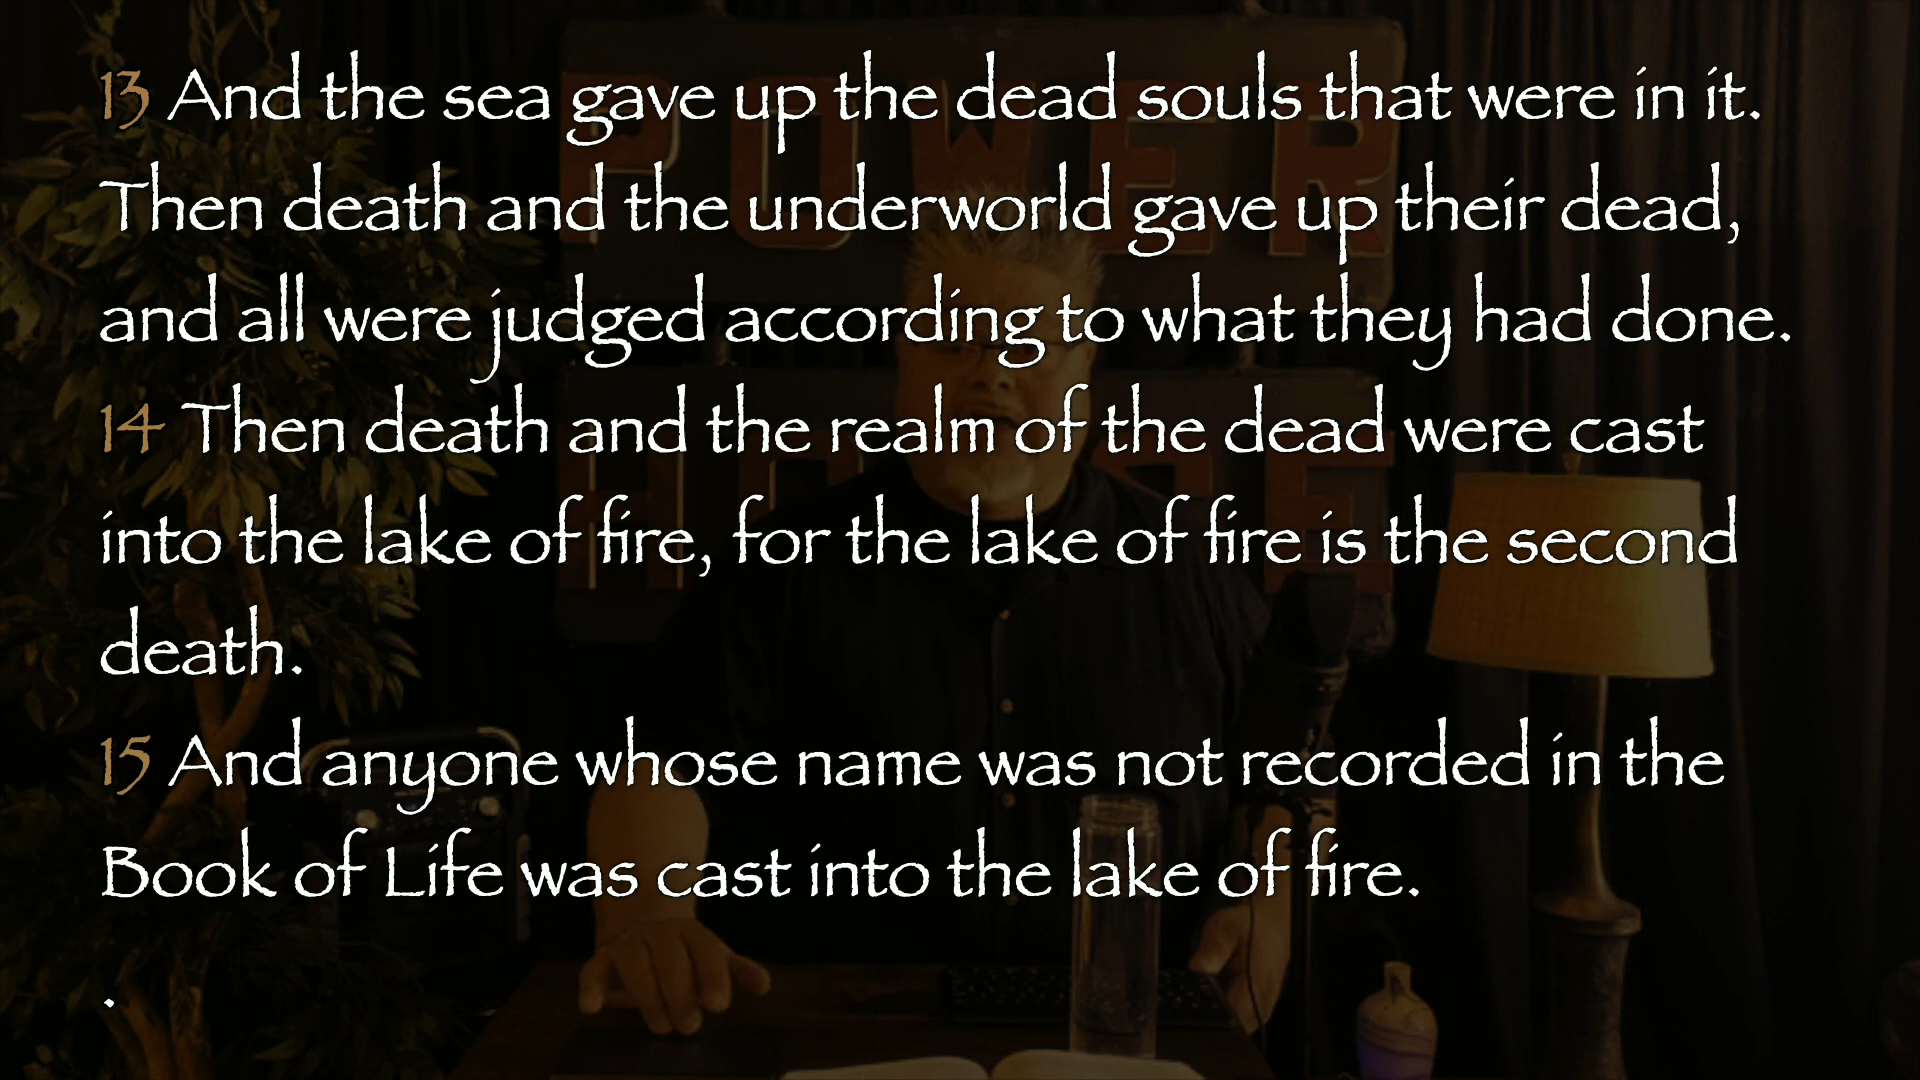 POWER
HOUSE
13 And the sea gave up the dead souls that were in it.
Then death and the underworld gave up their dead,
and all were judged according to what they had done.
14 Then death and the realm of the dead were cast
into the lake of fire, for the lake of fire is the second
death.
15 And anyone whose name was not recorded in the
Book of Life was cast into the lake of fire.
.